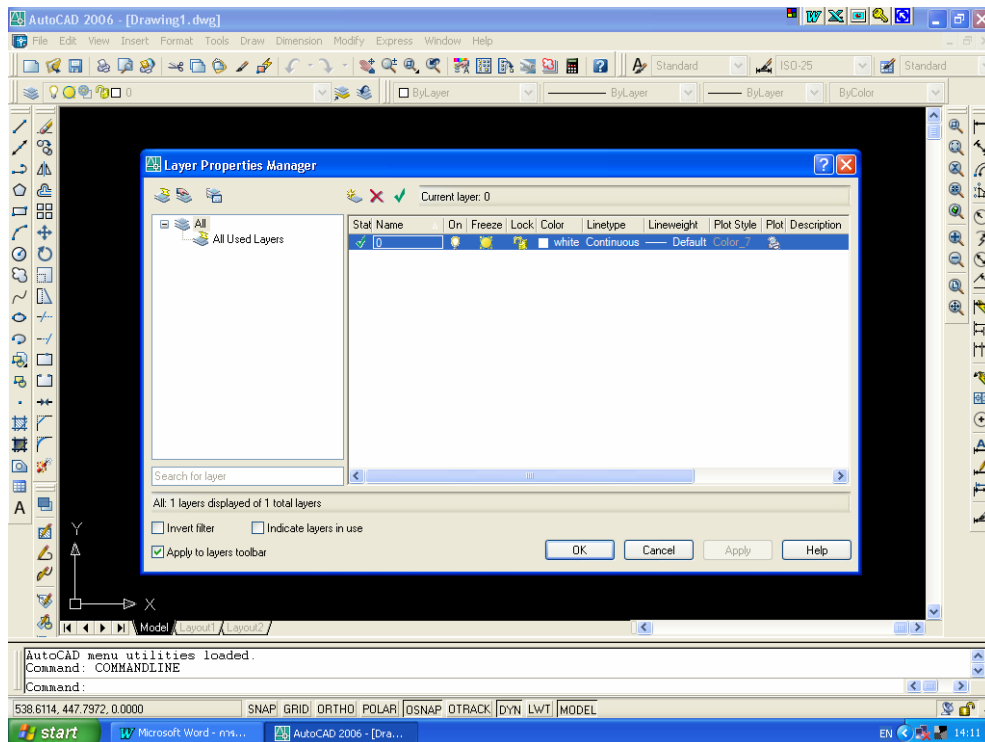 AutoCAD 2006 - [Drawing1.dwg]
File Edit View Insert Format Tools Draw Dimension Modify Express Window Help
Standard ISO-25 Standard
0 ByLayer ByLayer ByLayer ByColor
Layer Properties Manager
Current layer: 0
All
All Used Layers
Stat Name On Freeze Lock Color Linetype Lineweight Plot Style Plot Description
0 white Continuous Default Color_7
Search for layer
All: 1 layers displayed of 1 total layers
Invert filter Indicate layers in use
Apply to layers toolbar
OK Cancel Apply Help
Y
X
Model Layout1 Layout2
AutoCAD menu utilities loaded.
Command: COMMANDLINE
Command:
538.6114, 447.7972, 0.0000 SNAP GRID ORTHO POLAR OSNAP OTRACK DYN LWT MODEL
start Microsoft Word - การ... AutoCAD 2006 - [Dra... EN 14:11